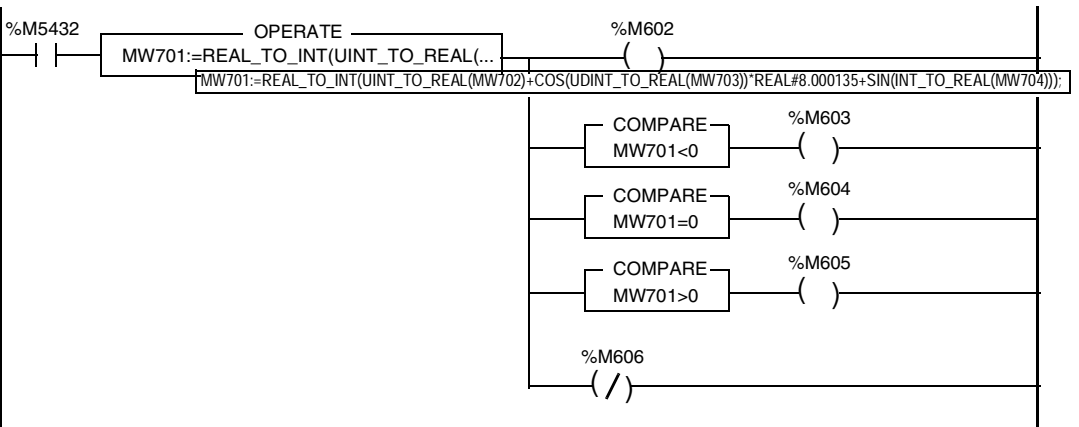 %M5432
OPERATE
%M602
MW701:=REAL_TO_INT(UINT_TO_REAL(...
MW701:=REAL_TO_INT(UINT_TO_REAL(MW702)+COS(UDINT_TO_REAL(MW703))*REAL#8.000135+SIN(INT_TO_REAL(MW704)));
COMPARE
%M603
MW701<0
COMPARE
%M604
MW701=0
COMPARE
%M605
MW701>0
%M606